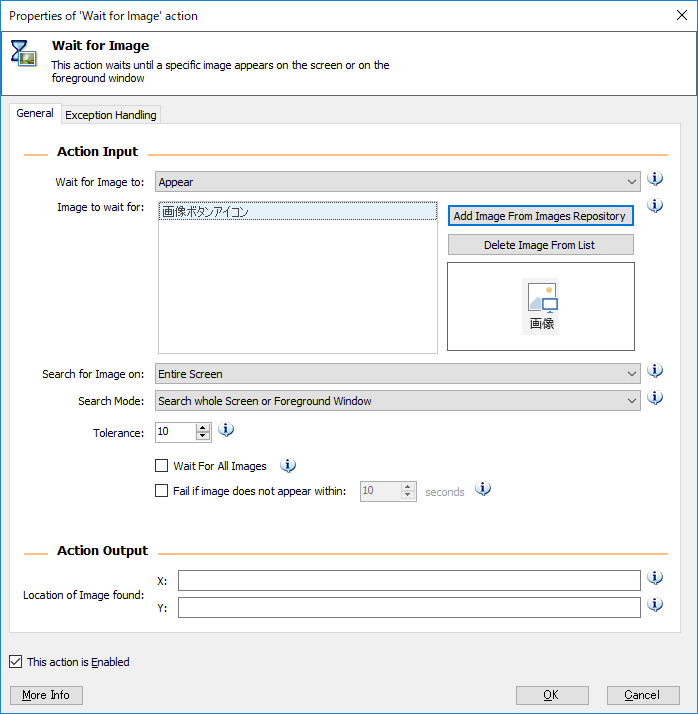 Properties of 'Wait for Image' action
Wait for Image
This action waits until a specific image appears on the screen or on the
foreground window
General
Exception Handling
Action Input
Wait for Image to:
Appear
Image to wait for:
画像ボタンアイコン
Add Image From Images Repository
Delete Image From List
画像
Search for Image on:
Entire Screen
Search Mode:
Search whole Screen or Foreground Window
Tolerance:
10
Wait For All Images
Fail if image does not appear within:
10
seconds
Action Output
Location of Image found:
X:
Y:
This action is Enabled
More Info
OK
Cancel